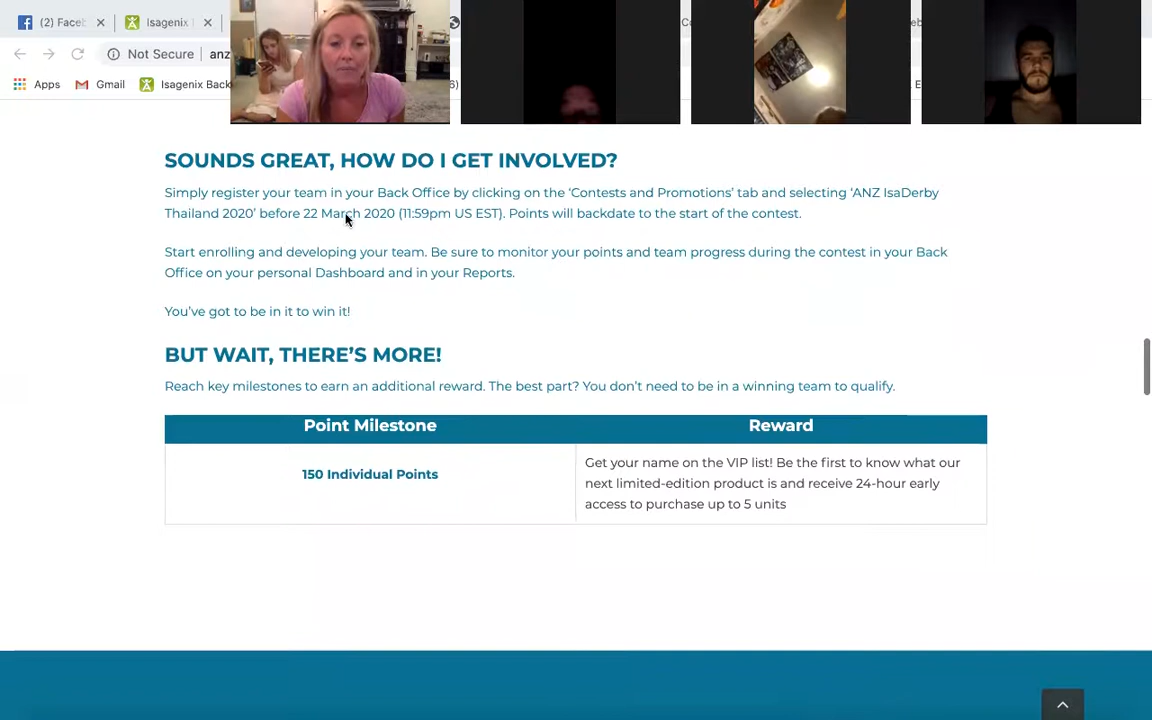 (2) Faceb
Isagenix
Not Secure
anz
Apps
Gmail
Isagenix Back
6)
SOUNDS GREAT, HOW DO I GET INVOLVED?
Simply register your team in your Back Office by clicking on the ‘Contests and Promotions’ tab and selecting ‘ANZ IsaDerby
Thailand 2020’ before 22 March 2020 (11:59pm US EST). Points will backdate to the start of the contest.
Start enrolling and developing your team. Be sure to monitor your points and team progress during the contest in your Back
Office on your personal Dashboard and in your Reports.
You’ve got to be in it to win it!
BUT WAIT, THERE’S MORE!
Reach key milestones to earn an additional reward. The best part? You don’t need to be in a winning team to qualify.
Point Milestone
Reward
150 Individual Points
Get your name on the VIP list! Be the first to know what our
next limited-edition product is and receive 24-hour early
access to purchase up to 5 units